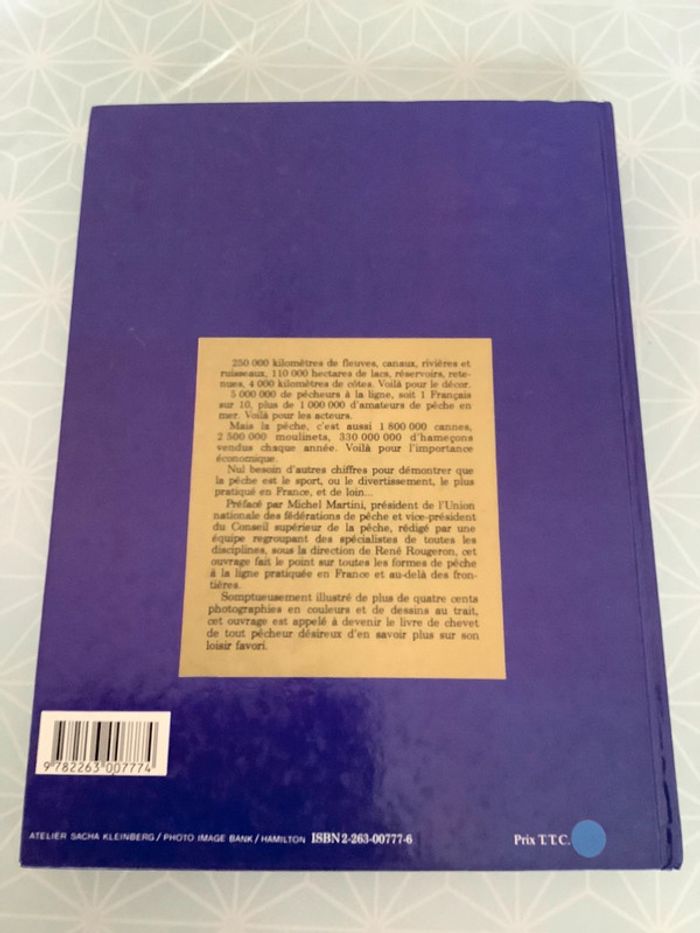 250 000 kilomètres de fleuves, canaux, rivières et
ruisseaux, 110 000 hectares de lacs, réservoirs, rete-
nues, 4 000 kilomètres de côtes. Voilà pour le décor.
5 000 000 de pêcheurs à la ligne, soit 1 Français
sur 10, plus de 1 000 000 d'amateurs de pêche en
mer. Voilà pour les acteurs.
Mais la pêche, c'est aussi 1 800 000 cannes,
2 500 000 moulinets, 330 000 000 d'hameçons
vendus chaque année. Voilà pour l'importance
économique.
Nul besoin d'autres chiffres pour démontrer que
la pêche est le sport, ou le divertissement, le plus
pratiqué en France, et de loin...
Préfacé par Michel Martini, président de l'Union
nationale des fédérations de pêche et vice-président
du Conseil supérieur de la pêche, rédigé par une
équipe regroupant des spécialistes de toutes les
disciplines, sous la direction de René Rougeron, cet
ouvrage fait le point sur toutes les formes de pêche
à la ligne pratiquée en France et au-delà des fron-
tières.
Somptueusement illustré de plus de quatre cents
photographies en couleurs et de dessins au trait,
cet ouvrage est appelé à devenir le livre de chevet
de tout pêcheur désireux d'en savoir plus sur son
loisir favori.
9 782263 007774
ATELIER SACHA KLEINBERG / PHOTO IMAGE BANK / HAMILTON ISBN 2-263-00777-6
Prix T.T.C.